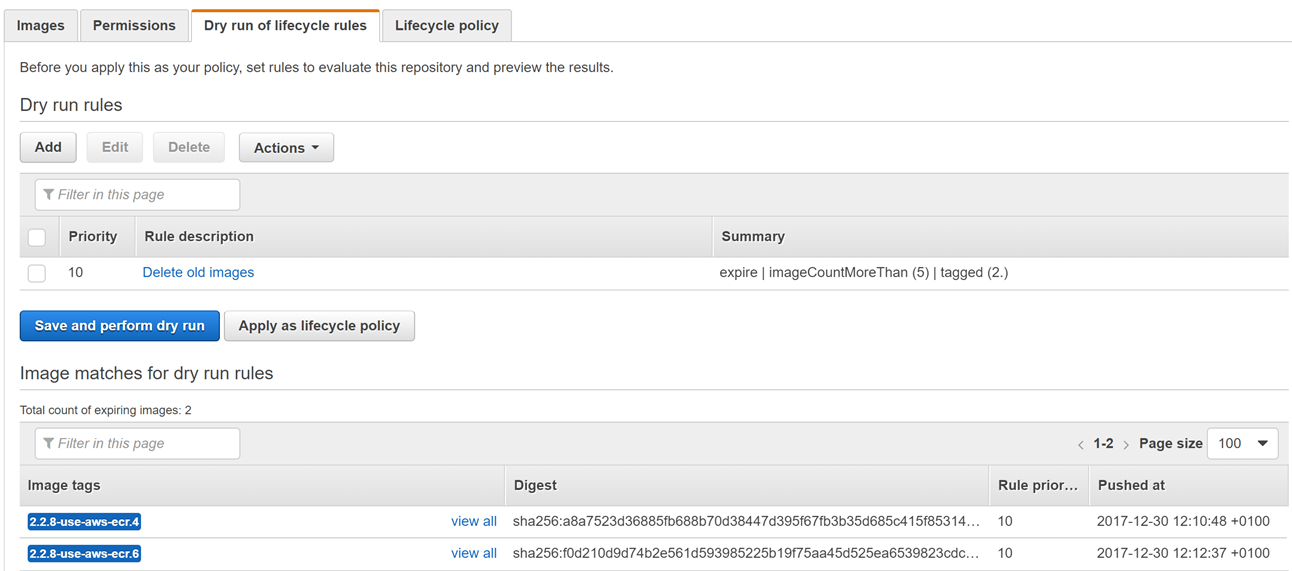 Images Permissions Dry run of lifecycle rules Lifecycle policy
Before you apply this as your policy, set rules to evaluate this repository and preview the results.
Dry run rules
Add Edit Delete Actions
Filter in this page
Priority Rule description Summary
10 Delete old images expire | imageCountMoreThan (5) | tagged (2.)
Save and perform dry run Apply as lifecycle policy
Image matches for dry run rules
Total count of expiring images: 2
Filter in this page < 1-2 > Page size 100
Image tags Digest Rule prior... Pushed at
2.2.8-use-aws-ecr.4 view all sha256:a8a7523d36885fb688b70d38447d395f67fb3b35d685c415f85314... 10 2017-12-30 12:10:48 +0100
2.2.8-use-aws-ecr.6 view all sha256:f0d210d9d74b2e561d593985225b19f75aa45d525ea6539823cdc... 10 2017-12-30 12:12:37 +0100